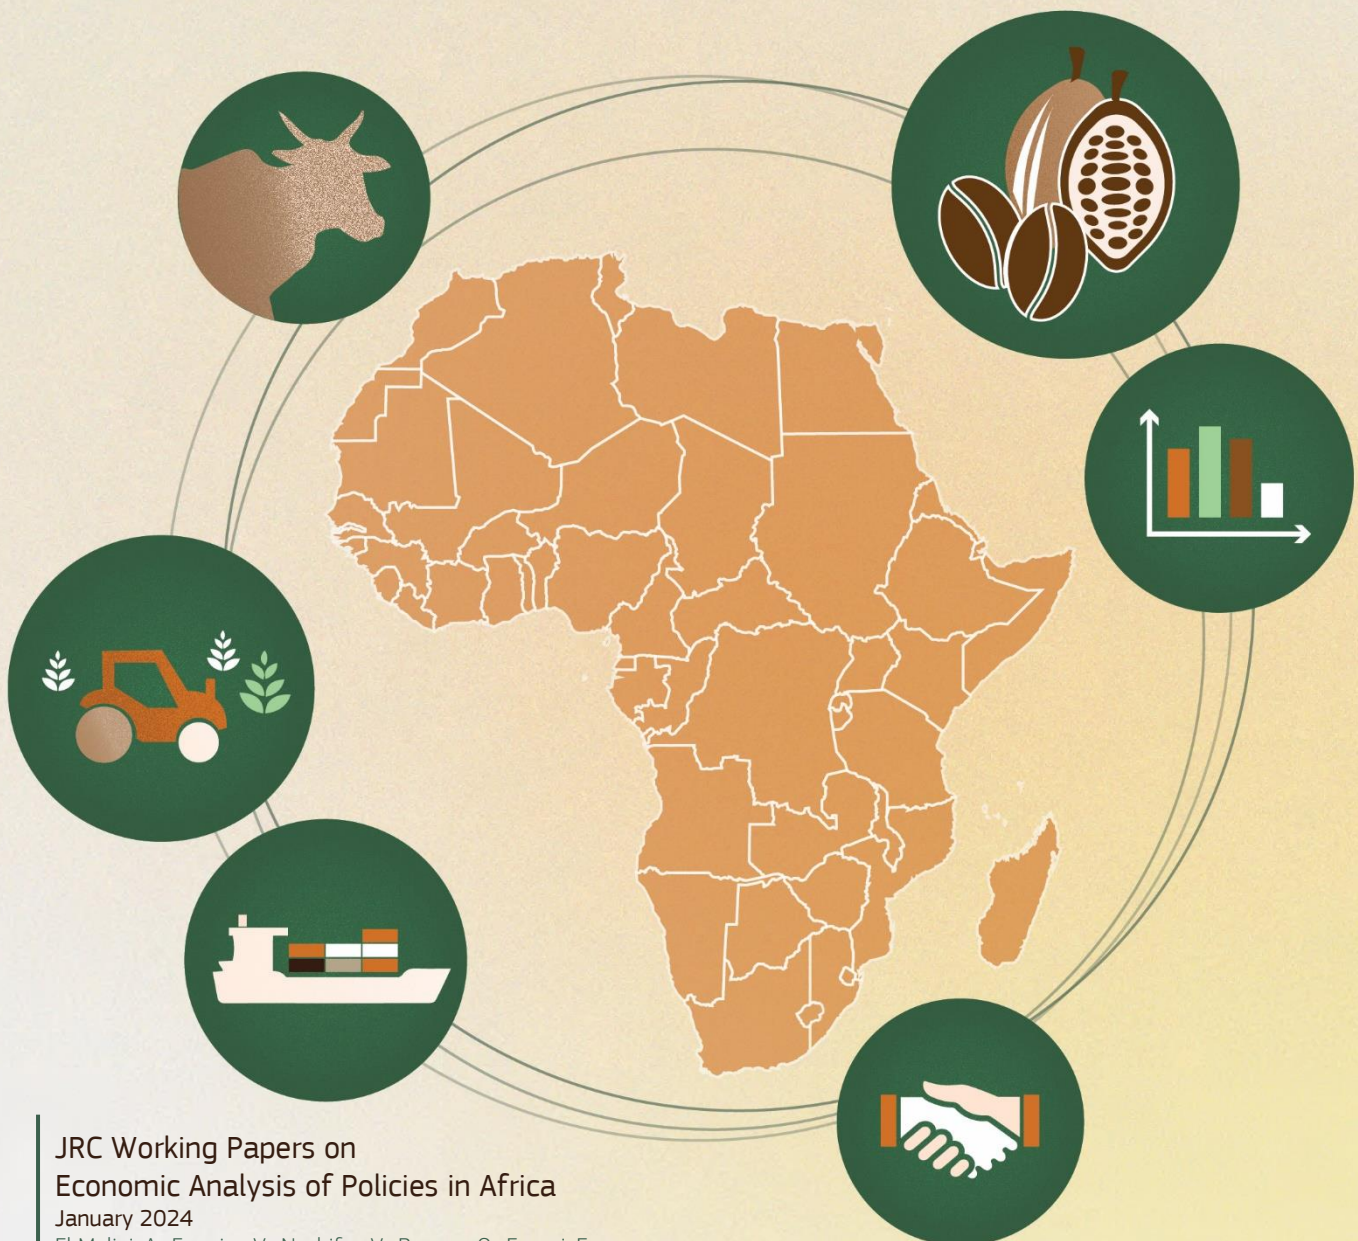 JRC Working Papers on
Economic Analysis of Policies in Africa
January 2024